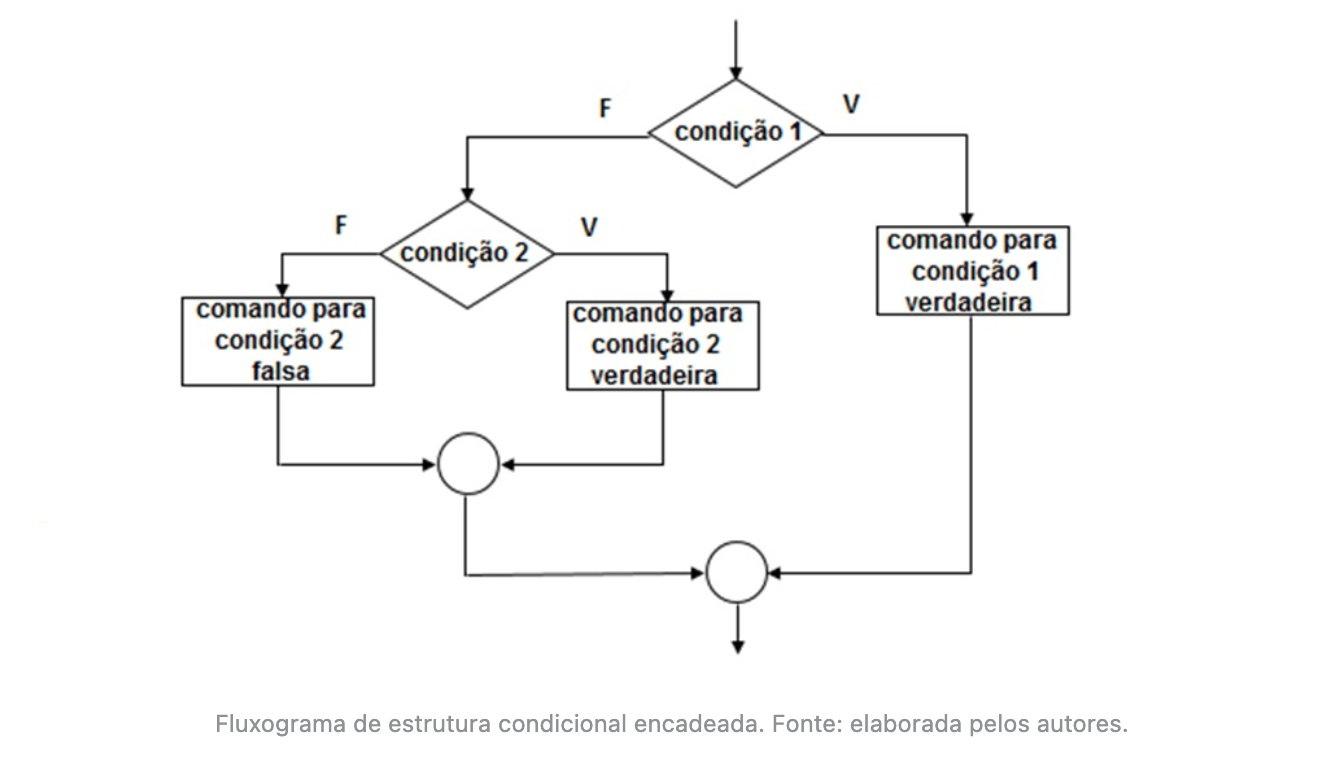 F
V
condição 1
F
V
condição 2
comando para
condição 1
verdadeira
comando para
condição 2
falsa
comando para
condição 2
verdadeira
Fluxograma de estrutura condicional encadeada. Fonte: elaborada pelos autores.